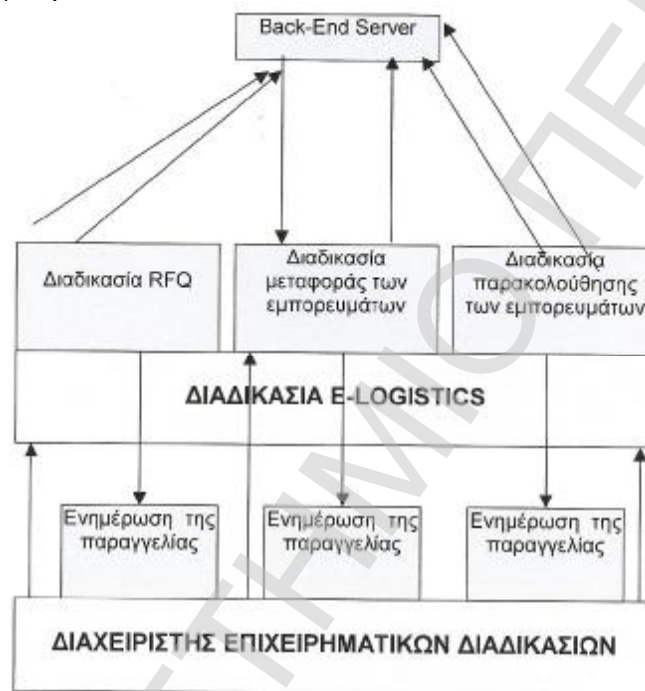 Back-End Server
Διαδικασία RFQ
Διαδικασία
μεταφοράς των
εμπορευμάτων
Διαδικασία
παρακολούθησης
των εμπορευμάτων
ΔΙΑΔΙΚΑΣΙΑ E-LOGISTICS
Ενημέρωση της
παραγγελίας
Ενημέρωση της
παραγγελίας
Ενημέρωση της
παραγγελίας
ΔΙΑΧΕΙΡΙΣΤΗΣ ΕΠΙΧΕΙΡΗΜΑΤΙΚΩΝ ΔΙΑΔΙΚΑΣΙΩΝ